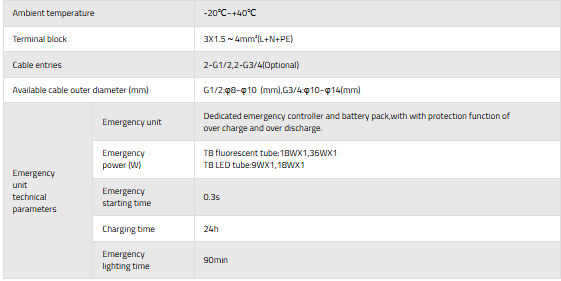 Ambient temperature -20℃~+40℃
Terminal block 3X1.5～4mm²(L+N+PE)
Cable entries 2-G1/2,2-G3/4(Optional)
Available cable outer diameter (mm) G1/2:φ8~φ10 (mm),G3/4:φ10~φ14(mm)
Emergency
unit
technical
parameters
Emergency unit
Dedicated emergency controller and battery pack,with with protection function of
over charge and over discharge.
Emergency
power (W)
T8 fluorescent tube:18WX1,36WX1
T8 LED tube:9WX1,18WX1
Emergency
starting time
0.3s
Charging time 24h
Emergency
lighting time
90min